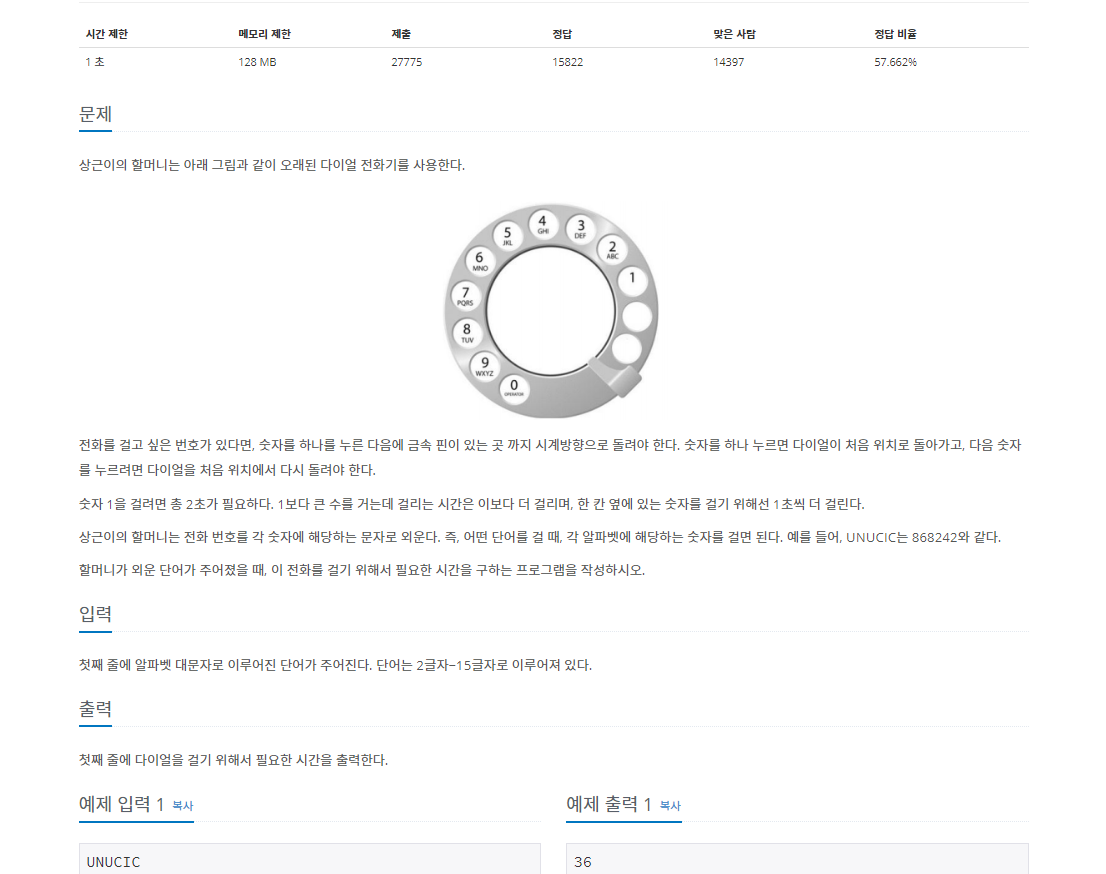 시간 제한 메모리 제한 제출 정답 맞은 사람 정답 비율
1 초 128 MB 27775 15822 14397 57.662%
문제
상근이의 할머니는 아래 그림과 같이 오래된 다이얼 전화기를 사용한다.
4 GHI
3 DEF
2 ABC
1
5 JKL
6 MNO
7 PQRS
8 TUV
9 WXYZ
0 OPERATOR
전화를 걸고 싶은 번호가 있다면, 숫자를 하나를 누른 다음에 금속 핀이 있는 곳 까지 시계방향으로 돌려야 한다. 숫자를 하나 누르면 다이얼이 처음 위치로 돌아가고, 다음 숫자
를 누르려면 다이얼을 처음 위치에서 다시 돌려야 한다.
숫자 1을 걸려면 총 2초가 필요하다. 1보다 큰 수를 거는데 걸리는 시간은 이보다 더 걸리며, 한 칸 옆에 있는 숫자를 걸기 위해선 1초씩 더 걸린다.
상근이의 할머니는 전화 번호를 각 숫자에 해당하는 문자로 외운다. 즉, 어떤 단어를 걸 때, 각 알파벳에 해당하는 숫자를 걸면 된다. 예를 들어, UNUCIC는 868242와 같다.
할머니가 외운 단어가 주어졌을 때, 이 전화를 걸기 위해서 필요한 시간을 구하는 프로그램을 작성하시오.
입력
첫째 줄에 알파벳 대문자로 이루어진 단어가 주어진다. 단어는 2글자~15글자로 이루어져 있다.
출력
첫째 줄에 다이얼을 걸기 위해서 필요한 시간을 출력한다.
예제 입력 1 복사
UNUCIC
예제 출력 1 복사
36